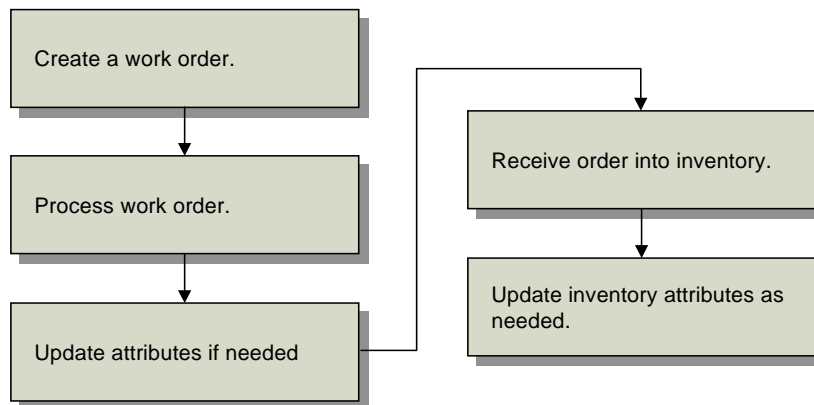 Create a work order.
Process work order.
Update attributes if needed
Receive order into inventory.
Update inventory attributes as
needed.